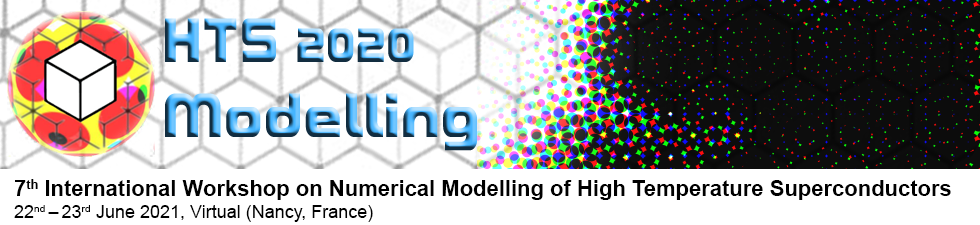 HTS 2020
Modelling
7th International Workshop on Numerical Modelling of High Temperature Superconductors
22nd – 23rd June 2021, Virtual (Nancy, France)